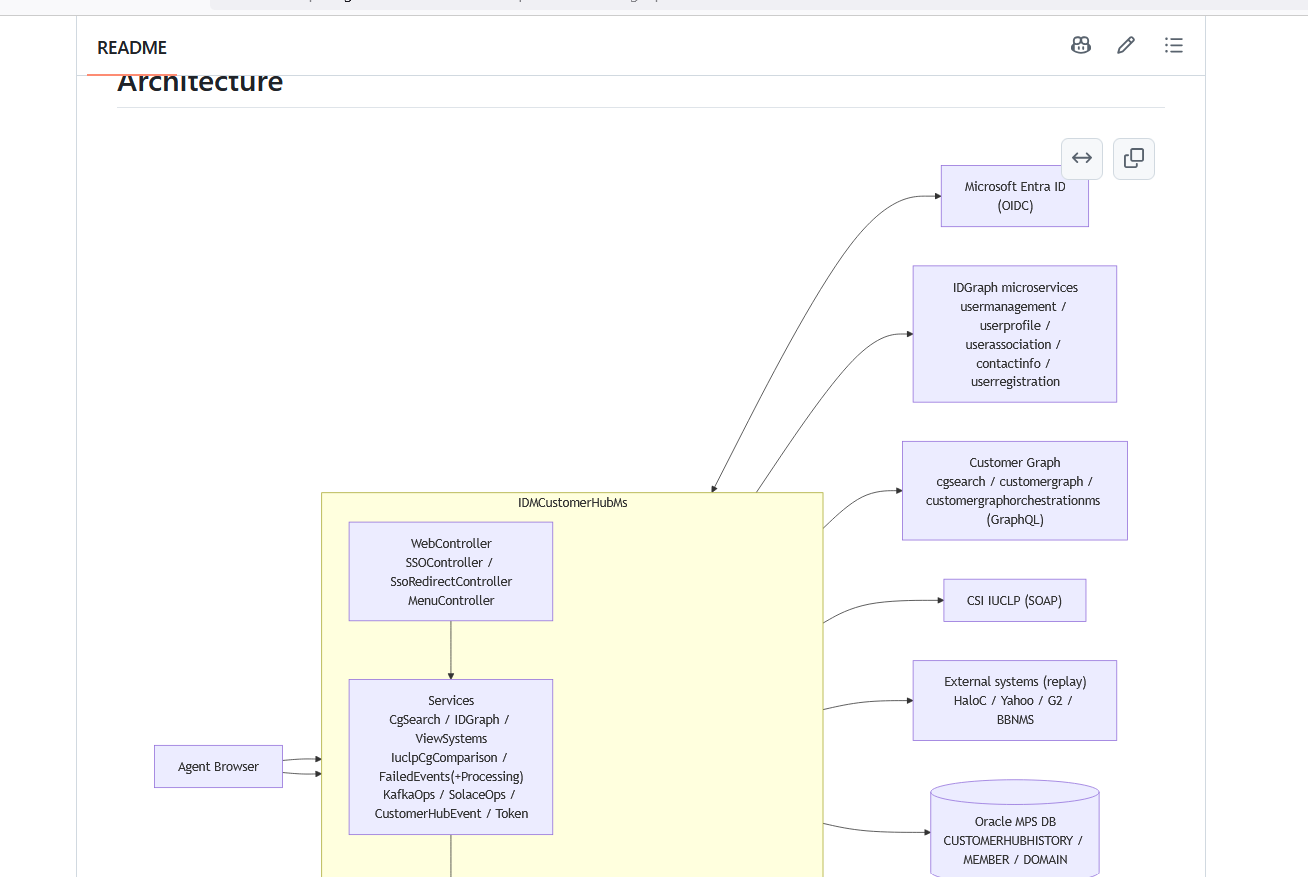 README
Architecture
Microsoft Entra ID
(OIDC)
IDGraph microservices
usermanagement /
userprofile /
userassociation /
contactinfo /
userregistration
Customer Graph
cgsearch / customergraph /
customergraphorchestrationms
(GraphQL)
IDMCustomerHubMs
WebController
SSOController /
SsoRedirectController
MenuController
CSI IUCLP (SOAP)
External systems (replay)
HaloC / Yahoo / G2 /
BBNMS
Services
CgSearch / IDGraph /
ViewSystems
IuclpCgComparison /
FailedEvents(+Processing)
KafkaOps / SolaceOps /
CustomerHubEvent / Token
Agent Browser
Oracle MPS DB
CUSTOMERHUBHISTORY /
MEMBER / DOMAIN